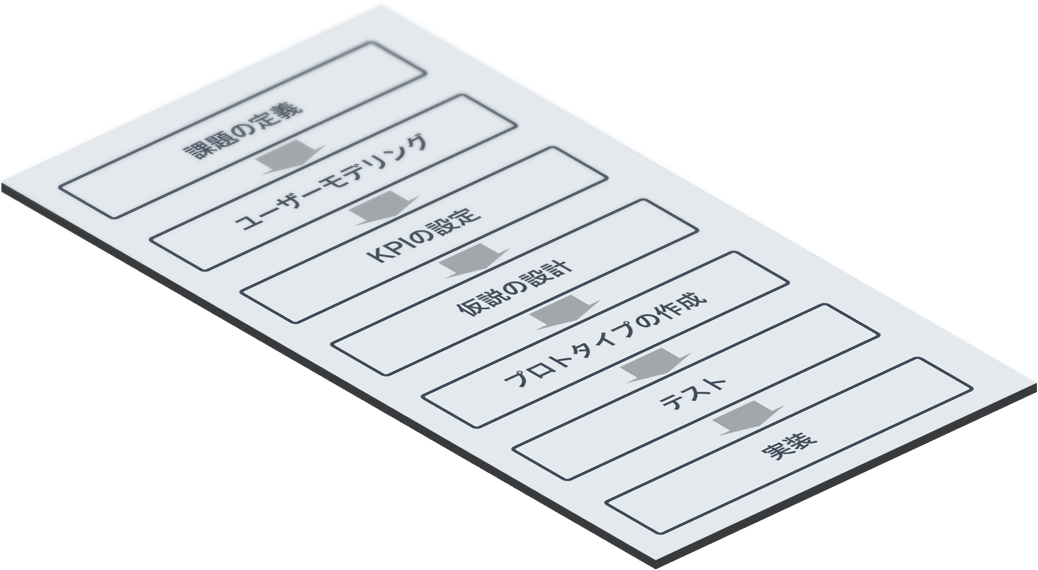 課題の定義
ユーザーモデリング
KPIの設定
仮説の設計
プロトタイプの作成
テスト
実装